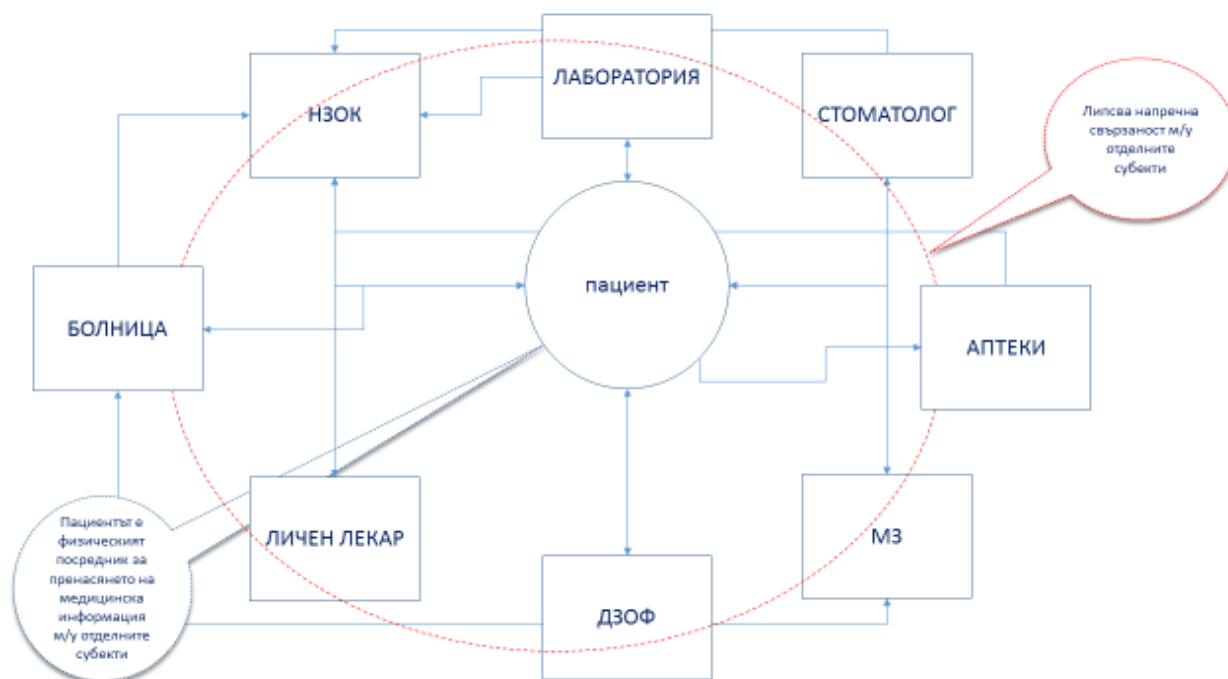 ЛАБОРАТОРИЯ
НЗОК
СТОМАТОЛОГ
Липсва напречна
свързаност м/у
отделните
субекти
пациент
БОЛНИЦА
АПТЕКИ
Пациентът е
физическият
посредник за
пренасянето на
медицинска
информация
м/у отделните
субекти
ЛИЧЕН ЛЕКАР
МЗ
ДЗОФ